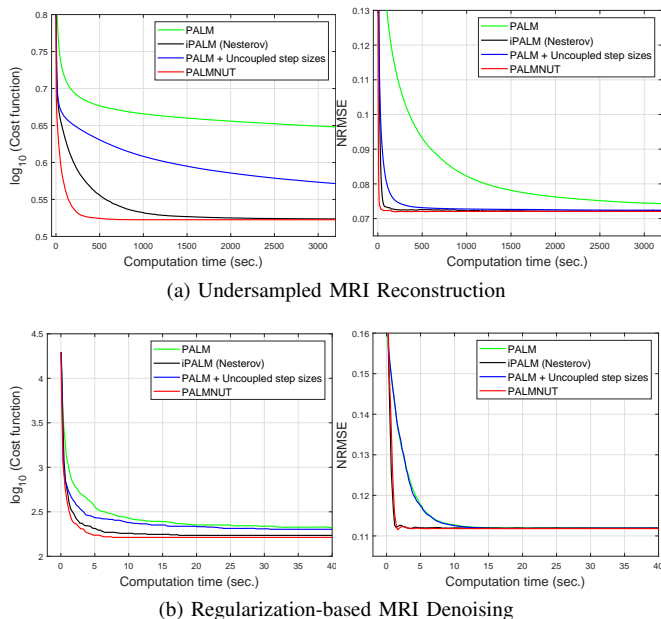 0.8
0.75
0.7
0.65
0.6
0.55
0.5
log10 (Cost function)
PALM
iPALM (Nesterov)
PALM + Uncoupled step sizes
PALMNUT
0 500 1000 1500 2000 2500 3000
Computation time (sec.)
0.13
0.12
0.11
0.1
0.09
0.08
0.07
NRMSE
PALM
iPALM (Nesterov)
PALM + Uncoupled step sizes
PALMNUT
0 500 1000 1500 2000 2500 3000
Computation time (sec.)
(a) Undersampled MRI Reconstruction
4.5
4
3.5
3
2.5
2
log10 (Cost function)
PALM
iPALM (Nesterov)
PALM + Uncoupled step sizes
PALMNUT
0 5 10 15 20 25 30 35 40
Computation time (sec.)
0.16
0.15
0.14
0.13
0.12
0.11
NRMSE
PALM
iPALM (Nesterov)
PALM + Uncoupled step sizes
PALMNUT
0 5 10 15 20 25 30 35 40
Computation time (sec.)
(b) Regularization-based MRI Denoising